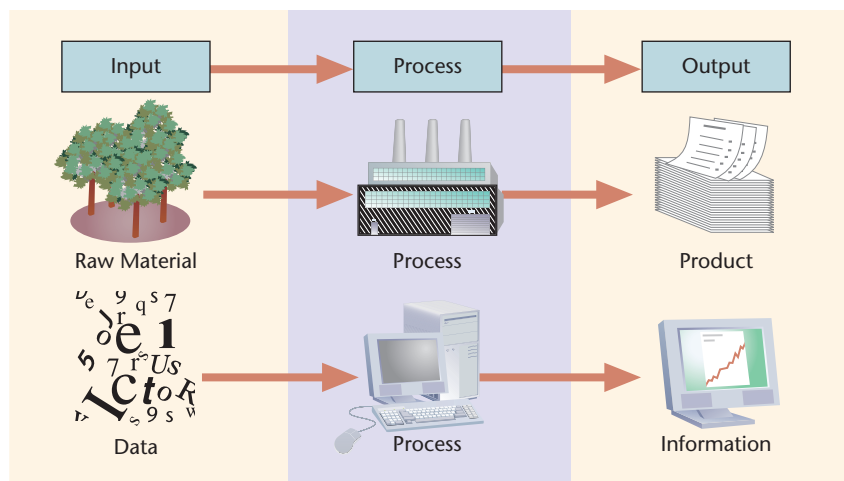 Input
Process
Output
Raw Material
Process
Product
Data
Process
Information